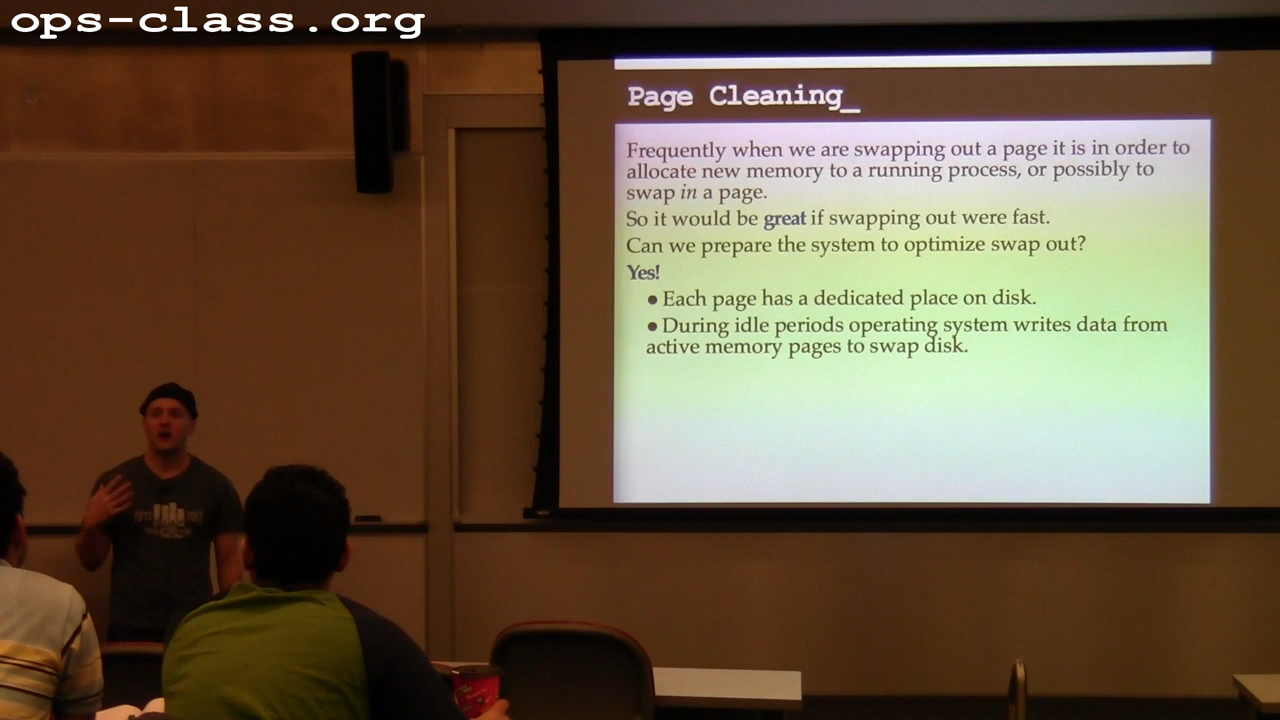 ops-class.org
Page Cleaning_
Frequently when we are swapping out a page it is in order to
allocate new memory to a running process, or possibly to
swap in a page.
So it would be great if swapping out were fast.
Can we prepare the system to optimize swap out?
Yes!
● Each page has a dedicated place on disk.
● During idle periods operating system writes data from
active memory pages to swap disk.